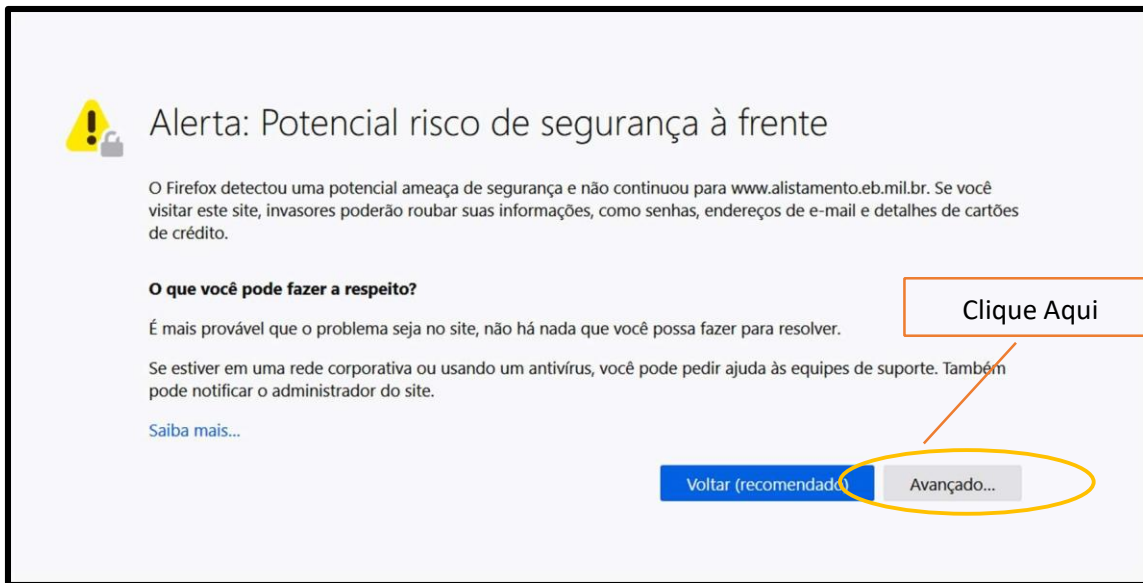 Alerta: Potencial risco de segurança à frente
O Firefox detectou uma potencial ameaça de segurança e não continuou para www.alistamento.eb.mil.br. Se você
visitar este site, invasores poderão roubar suas informações, como senhas, endereços de e-mail e detalhes de cartões
de crédito.
O que você pode fazer a respeito?
Clique Aqui
É mais provável que o problema seja no site, não há nada que você possa fazer para resolver.
Se estiver em uma rede corporativa ou usando um antivírus, você pode pedir ajuda às equipes de suporte. Também
pode notificar o administrador do site.
Saiba mais...
Voltar (recomendado)
Avançado...